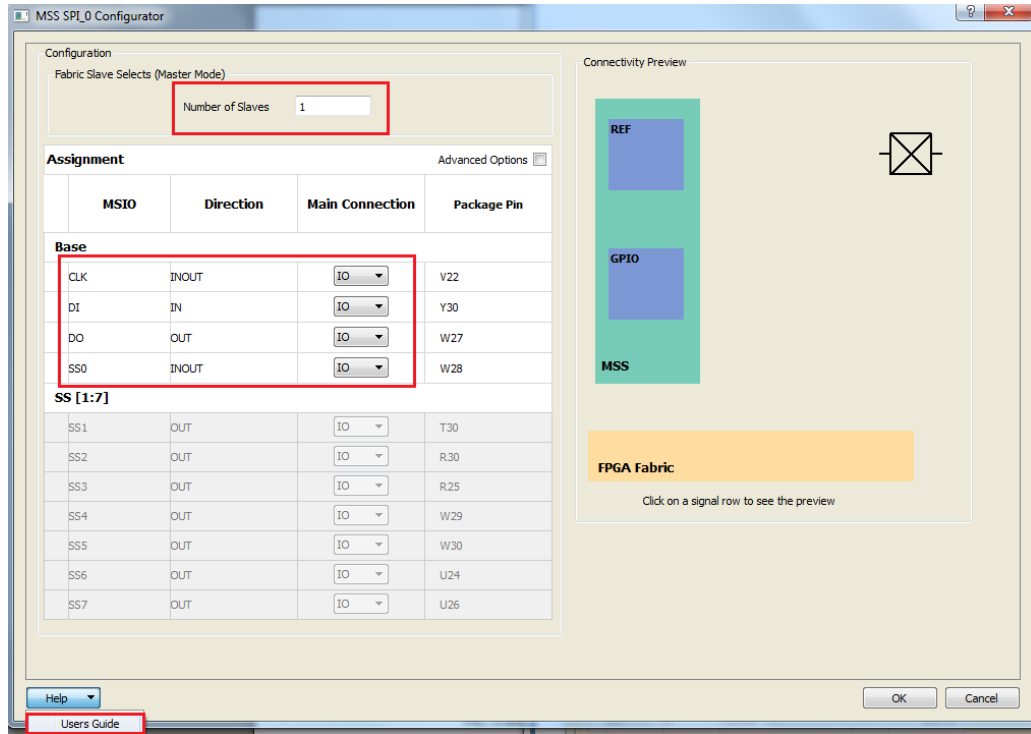 MSS SPI_0 Configurator
Configuration
Fabric Slave Selects (Master Mode)
Number of Slaves 1
Assignment Advanced Options
MSIO Direction Main Connection Package Pin
Base
CLK INOUT IO V22
DI IN IO Y30
DO OUT IO W27
SS0 INOUT IO W28
SS [1:7]
SS1 OUT IO T30
SS2 OUT IO R30
SS3 OUT IO R25
SS4 OUT IO W29
SS5 OUT IO W30
SS6 OUT IO U24
SS7 OUT IO U26
Connectivity Preview
REF
GPIO
MSS
FPGA Fabric
Click on a signal row to see the preview
Help
OK Cancel
Users Guide